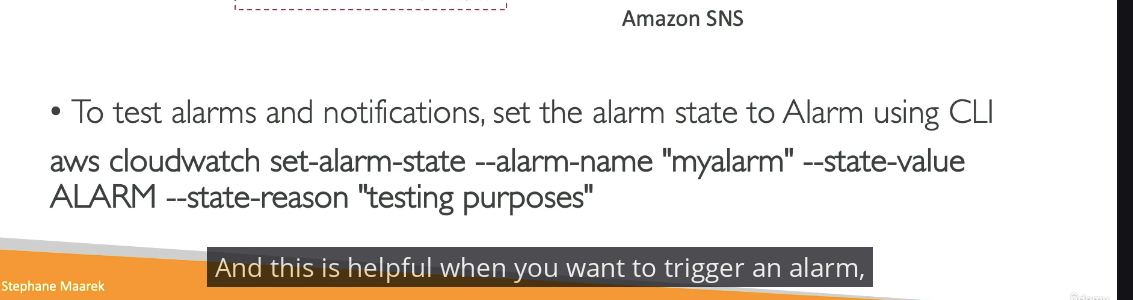 Amazon SNS
• To test alarms and notifications, set the alarm state to Alarm using CLI
aws cloudwatch set-alarm-state --alarm-name "myalarm" --state-value
ALARM --state-reason "testing purposes"
And this is helpful when you want to trigger an alarm,
Stephane Maarek